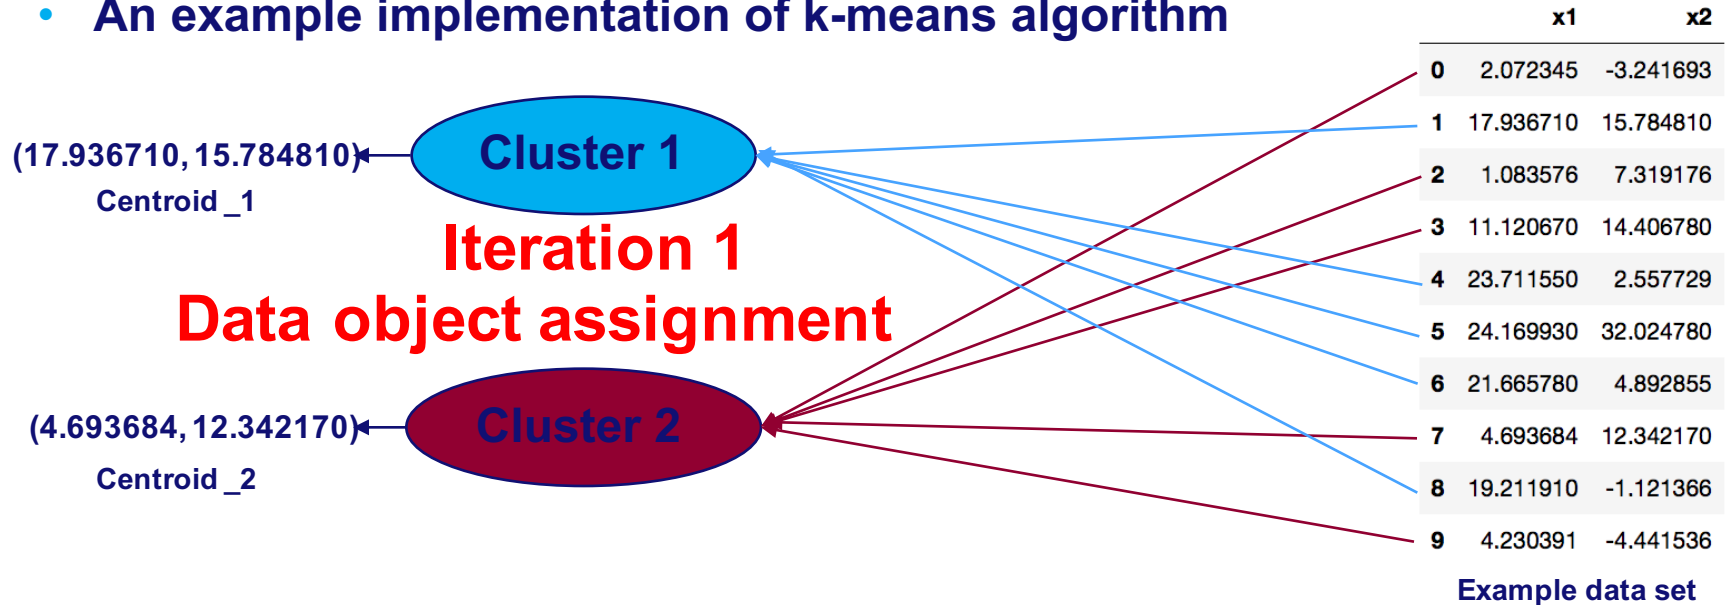 • An example implementation of k-means algorithm
x1 x2
0 2.072345 -3.241693
1 17.936710 15.784810
2 1.083576 7.319176
3 11.120670 14.406780
4 23.711550 2.557729
5 24.169930 32.024780
6 21.665780 4.892855
7 4.693684 12.342170
8 19.211910 -1.121366
9 4.230391 -4.441536
Example data set
Cluster 1
(17.936710, 15.784810)
Centroid _1
Iteration 1
Data object assignment
Cluster 2
(4.693684, 12.342170)
Centroid _2